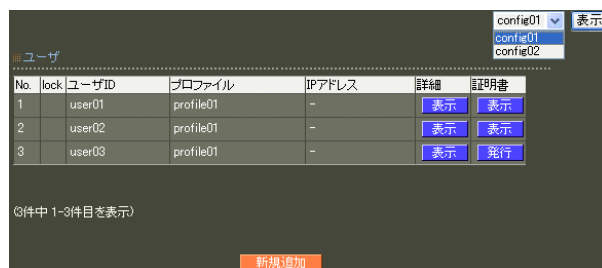 config01 表示
config01
config02
ユーザ
No. lock ユーザID プロファイル IPアドレス 詳細 証明書
1 user01 profile01 - 表示 表示
2 user02 profile01 - 表示 表示
3 user03 profile01 - 表示 発行
(3件中 1-3件目を表示)
新規追加